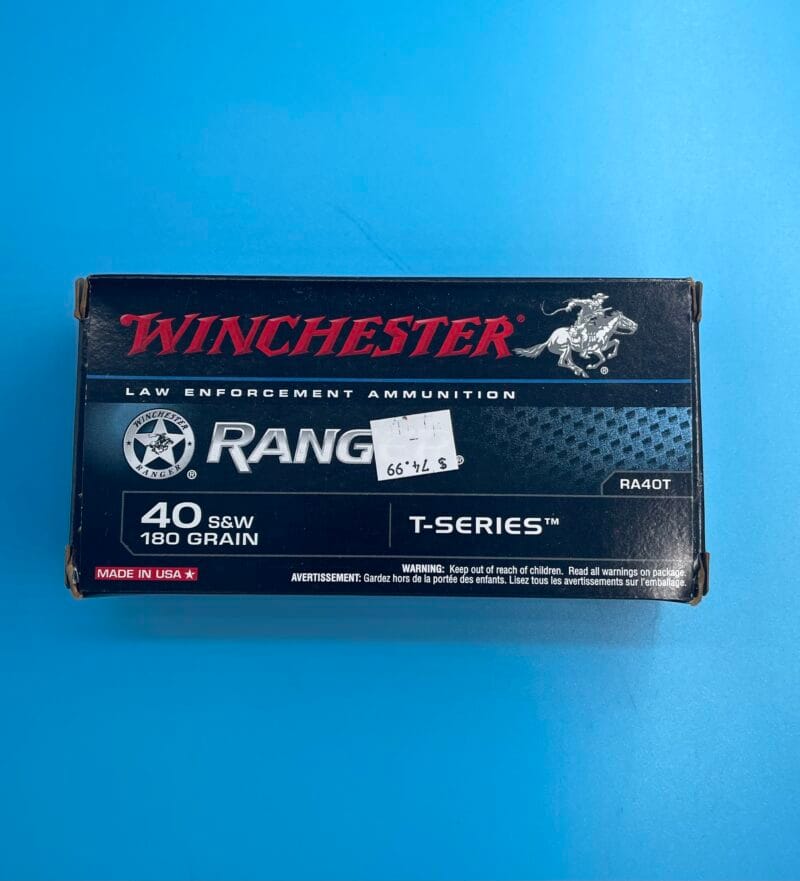 WINCHESTER®
LAW ENFORCEMENT AMMUNITION
WINCHESTER
RANGER
®
RANG
$ 74.99
RA40T
40 S&W
180 GRAIN
T-SERIES™
MADE IN USA
WARNING: Keep out of reach of children. Read all warnings on package.
AVERTISSEMENT: Gardez hors de la portée des enfants. Lisez tous les avertissements sur l'emballage.